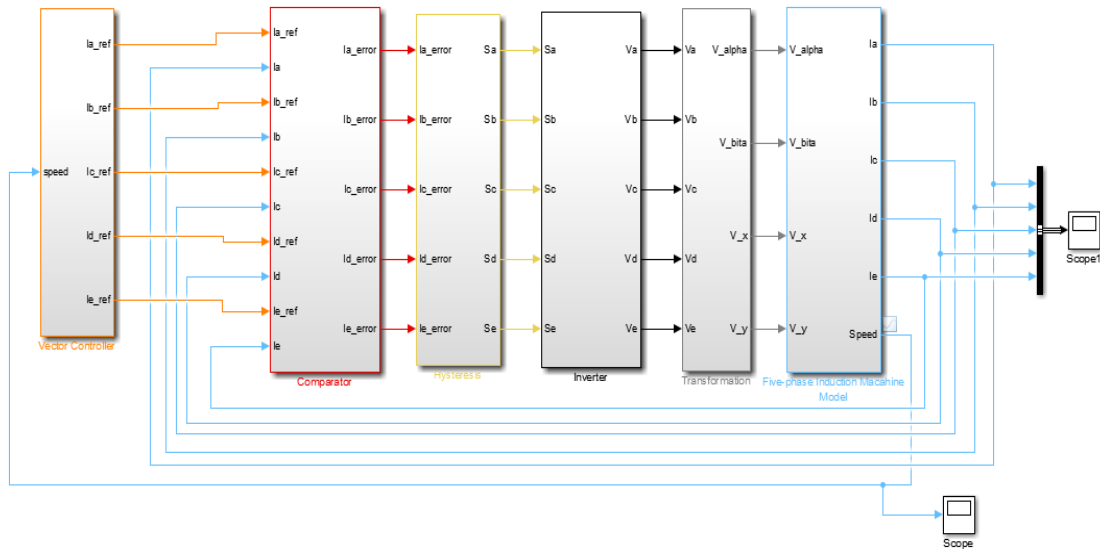 speed
Ia_ref
Ib_ref
Ic_ref
Id_ref
Ie_ref
Vector Controller
Ia_ref
Ia
Ib_ref
Ib
Ic_ref
Ic
Id_ref
Id
Ie_ref
Ie
Ia_error
Ib_error
Ic_error
Id_error
Ie_error
Comparator
Ia_error
Ib_error
Ic_error
Id_error
Ie_error
Sa
Sb
Sc
Sd
Se
Hysteresis
Sa
Sb
Sc
Sd
Se
Va
Vb
Vc
Vd
Ve
Inverter
Va
Vb
Vc
Vd
Ve
V_alpha
V_bita
V_x
V_y
Transformation
V_alpha
V_bita
V_x
V_y
Ia
Ib
Ic
Id
Ie
Speed
Five-phase Induction Macahine
Model
Scope1
Scope